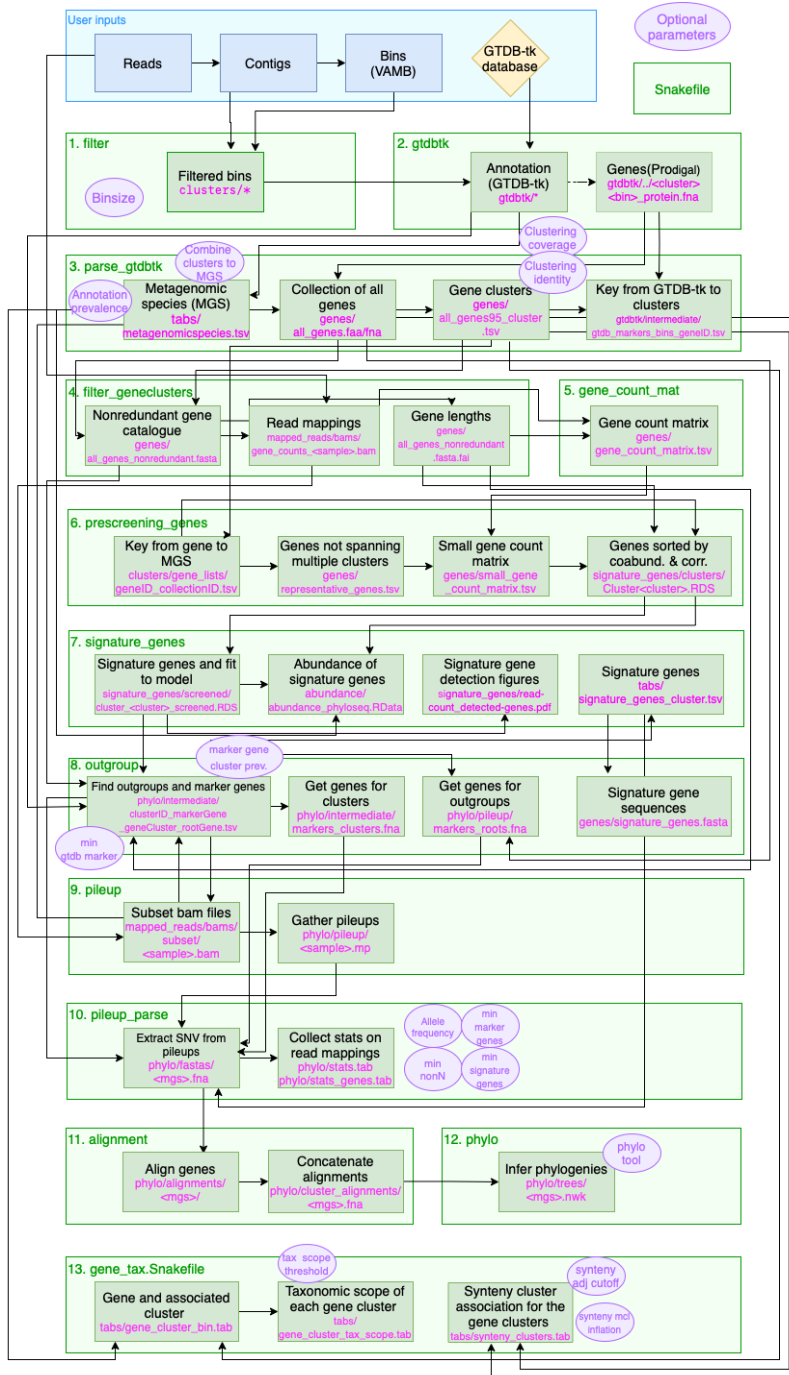 User inputs
Reads
Contigs
Bins
(VAMB)
GTDB-tk
database
Optional
parameters
Snakefile
1. filter
Filtered bins
clusters/*
Binsize
2. gtdbtk
Annotation
(GTDB-tk)
gtdbtk/*
Genes(Prodigal)
gtdbtk/../<cluster>
<bin>_protein.fna
Clustering
coverage
Clustering
identity
Combine
clusters to
MGS
Annotation
prevalence
3. parse_gtdbtk
Metagenomic
species (MGS)
tabs/
metagenomicspecies.tsv
Collection of all
genes
genes/
all_genes.faa/fna
Gene clusters
genes/
all_genes95_cluster
.tsv
Key from GTDB-tk to
clusters
gtdbtk/intermediate/
gtdb_markers_bins_geneID.tsv
4. filter_geneclusters
Nonredundant gene
catalogue
genes/
all_genes_nonredundant.fasta
Read mappings
mapped_reads/bams/
gene_counts_<sample>.bam
Gene lengths
genes/
all_genes_nonredundant
.fasta.fai
5. gene_count_mat
Gene count matrix
genes/
gene_count_matrix.tsv
6. prescreening_genes
Key from gene to
MGS
clusters/gene_lists/
geneID_collectionID.tsv
Genes not spanning
multiple clusters
genes/
representative_genes.tsv
Small gene count
matrix
genes/small_gene
_count_matrix.tsv
Genes sorted by
coabund. & corr.
signature_genes/clusters/
Cluster<cluster>.RDS
7. signature_genes
Signature genes and fit
to model
signature_genes/screened/
cluster_<cluster>_screened.RDS
Abundance of
signature genes
abundance/
abundance_phyloseq.RData
Signature gene
detection figures
signature_genes/read-
count_detected-genes.pdf
Signature genes
tabs/
signature_genes_cluster.tsv
marker gene
cluster prev.
8. outgroup
Find outgroups and marker genes
phylo/intermediate/
clusterID_markerGene
_geneCluster_rootGene.tsv
min
gtdb marker
Get genes for
clusters
phylo/intermediate/
markers_clusters.fna
Get genes for
outgroups
phylo/pileup/
markers_roots.fna
Signature gene
sequences
genes/signature_genes.fasta
9. pileup
Subset bam files
mapped_reads/bams/
subset/
<sample>.bam
Gather pileups
phylo/pileup/
<sample>.mp
10. pileup_parse
Extract SNV from
pileups
phylo/fastas/
<mgs>.fna
Collect stats on
read mappings
phylo/stats.tab
phylo/stats_genes.tab
Allele
frequency
min
marker
genes
min
nonN
min
signature
genes
11. alignment
Align genes
phylo/alignments/
<mgs>/
Concatenate
alignments
phylo/cluster_alignments/
<mgs>.fna
12. phylo
phylo
tool
Infer phylogenies
phylo/trees/
<mgs>.nwk
13. gene_tax.Snakefile
Gene and associated
cluster
tabs/gene_cluster_bin.tab
tax scope
threshold
Taxonomic scope of
each gene cluster
tabs/
gene_cluster_tax_scope.tab
Synteny cluster
association for the
gene clusters
tabs/synteny_clusters.tab
synteny
adj cutoff
synteny mcl
inflation